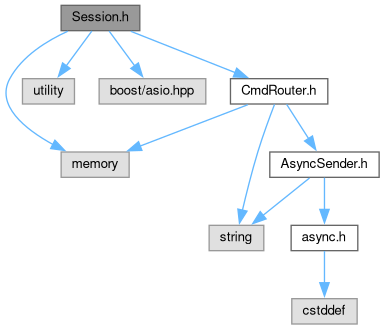 Session.h
utility
boost/asio.hpp
CmdRouter.h
memory
AsyncSender.h
string
async.h
cstddef